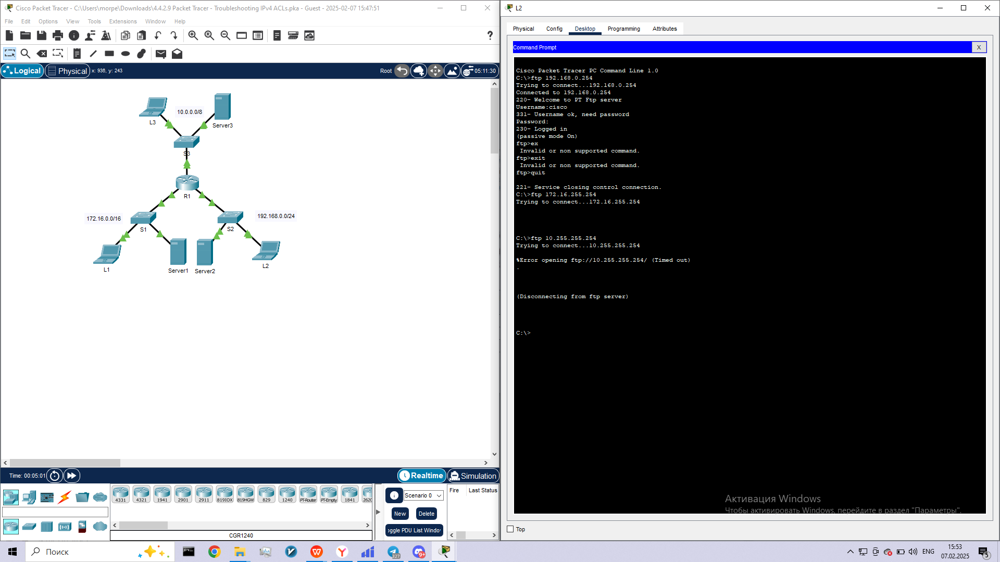 Cisco Packet Tracer - C:\Users\morpe\Downloads\4.4.2.9 Packet Tracer - Troubleshooting IPv4 ACLs.pka - Guest - 2025-02-07 15:47:51
File Edit Options View Tools Extensions Window Help
Logical Physical x: 936, y: 243 Root 05:11:30
10.0.0.0/8
L3
Server3
S3
R1
172.16.0.0/16
192.168.0.0/24
S1
S2
L1
Server1
Server2
L2
Time: 00:05:01 Realtime Simulation
4331 4321 1941 2901 2911 819IOX 819HGW 829 1240 PT-Router PT-Empty 1841 2620
CGR1240
Scenario 0
New Delete
oggle PDU List Windo
Fire Last Status
L2
Physical Config Desktop Programming Attributes
Command Prompt X
Cisco Packet Tracer PC Command Line 1.0
C:\>ftp 192.168.0.254
Trying to connect...192.168.0.254
Connected to 192.168.0.254
220- Welcome to PT Ftp server
Username:cisco
331- Username ok, need password
Password:
230- Logged in
(passive mode On)
ftp>ex
Invalid or non supported command.
ftp>exit
Invalid or non supported command.
ftp>quit
221- Service closing control connection.
C:\>ftp 172.16.255.254
Trying to connect...172.16.255.254
C:\>ftp 10.255.255.254
Trying to connect...10.255.255.254
%Error opening ftp://10.255.255.254/ (Timed out)
.
(Disconnecting from ftp server)
C:\>
Активация Windows
Чтобы активировать Windows, перейдите в раздел "Параметры".
Top
Поиск
327
9+
ENG
15:53
07.02.2025
5